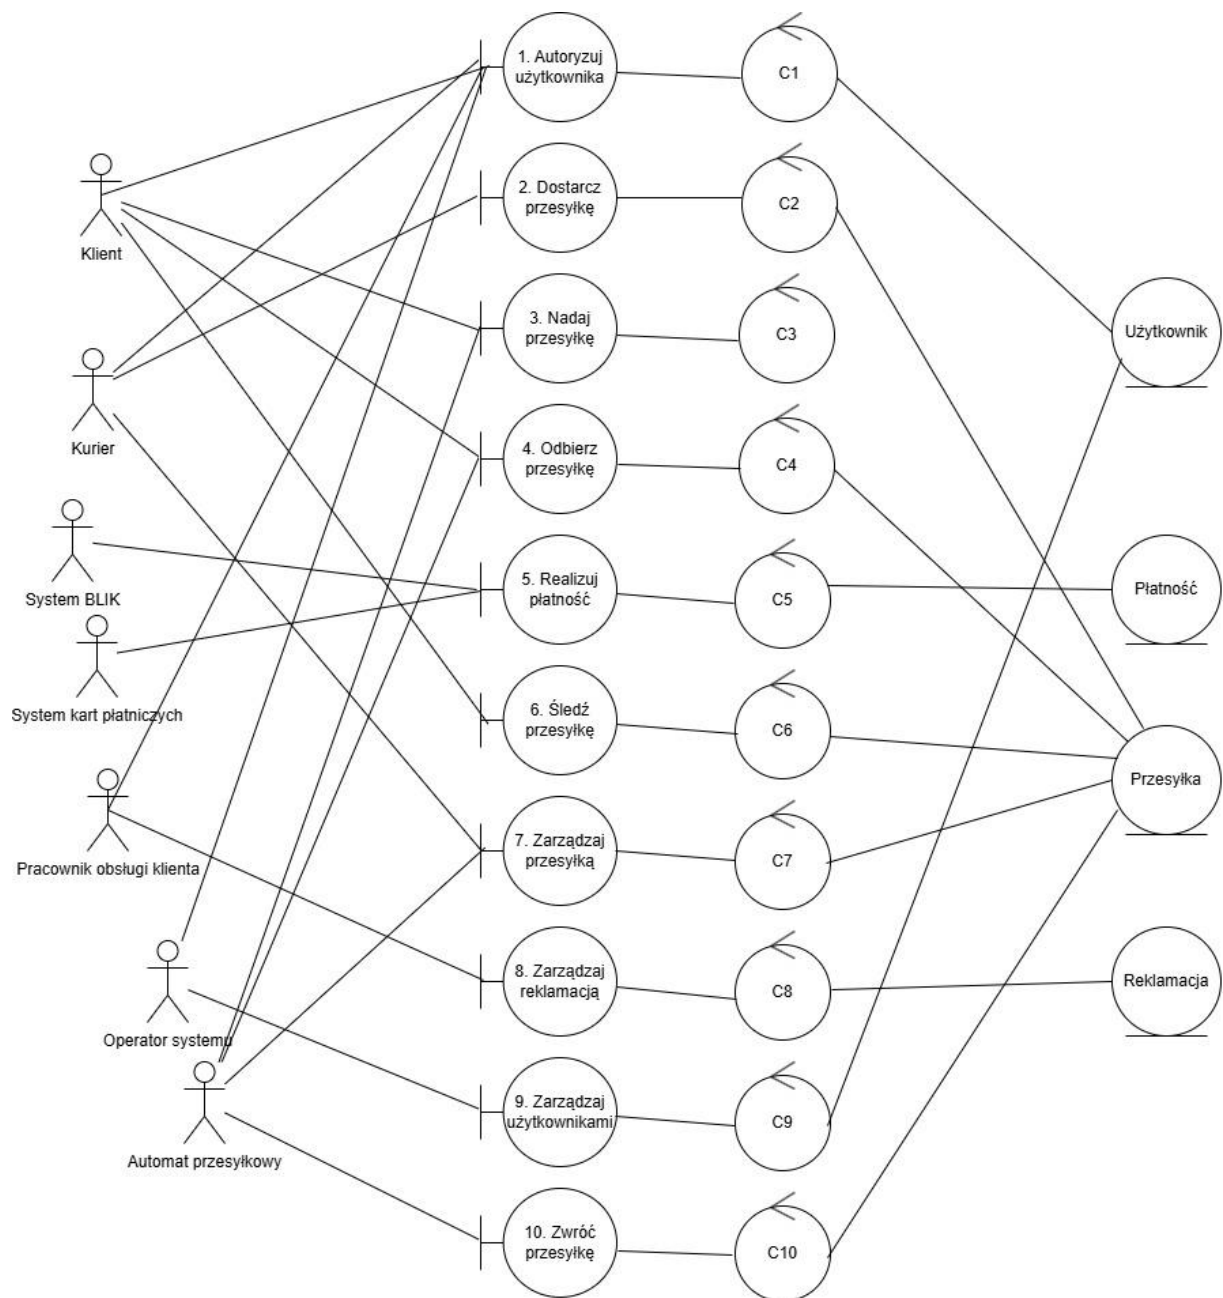 1. Autoryzuj
użytkownika
C1
2. Dostarcz
przesyłkę
C2
Klient
3. Nadaj
przesyłkę
C3
Użytkownik
Kurier
4. Odbierz
przesyłkę
C4
System BLIK
5. Realizuj
płatność
C5
Płatność
System kart płatniczych
6. Śledź
przesyłkę
C6
Przesyłka
Pracownik obsługi klienta
7. Zarządzaj
przesyłką
C7
8. Zarządzaj
reklamacją
C8
Reklamacja
Operator systemu
9. Zarządzaj
użytkownikami
C9
Automat przesyłkowy
10. Zwróć
przesyłkę
C10